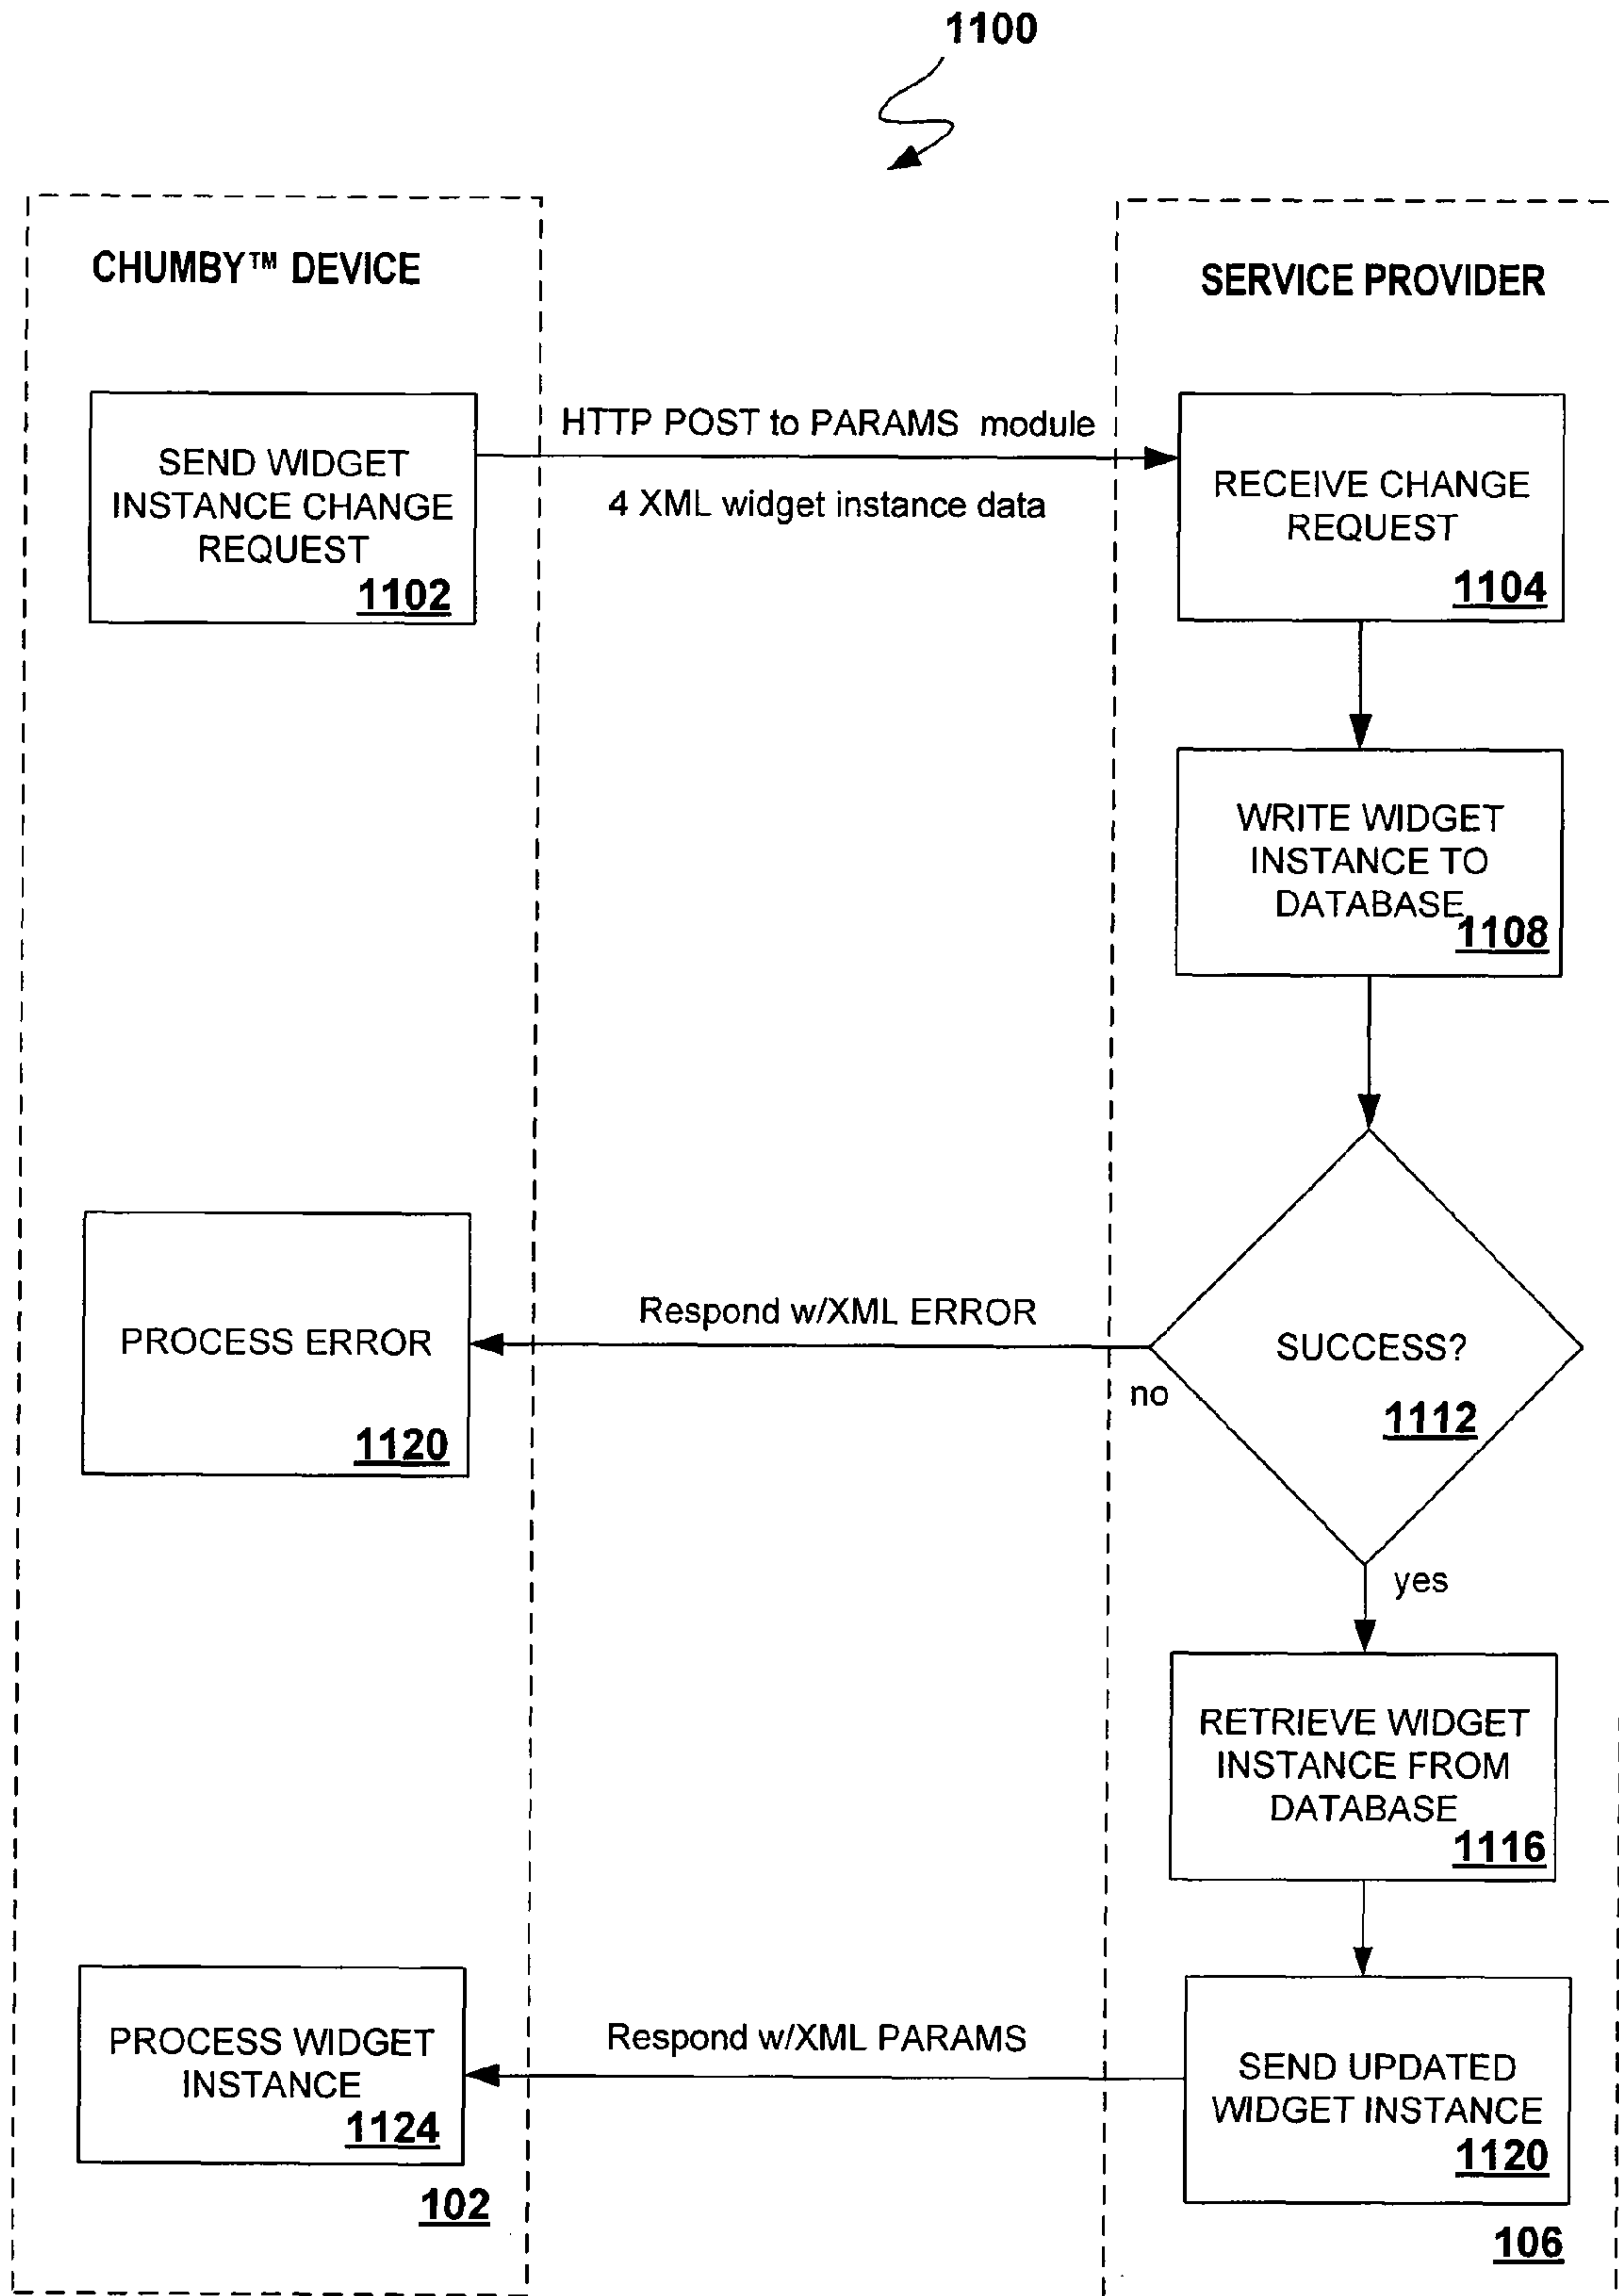 1100
CHUMBY™ DEVICE
SERVICE PROVIDER
SEND WIDGET
INSTANCE CHANGE
REQUEST
1102
HTTP POST to PARAMS module
4 XML widget instance data
RECEIVE CHANGE
REQUEST
1104
WRITE WIDGET
INSTANCE TO
DATABASE
1108
PROCESS ERROR
1120
Respond w/XML ERROR
no
SUCCESS?
1112
yes
RETRIEVE WIDGET
INSTANCE FROM
DATABASE
1116
PROCESS WIDGET
INSTANCE
1124
Respond w/XML PARAMS
SEND UPDATED
WIDGET INSTANCE
1120
102
106